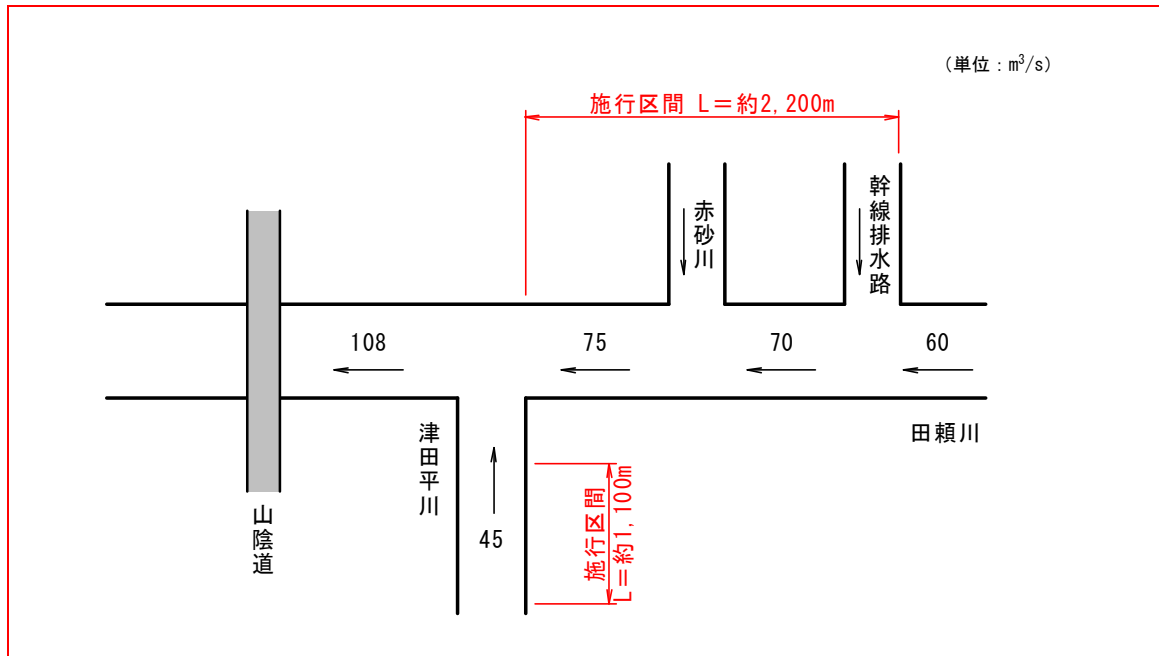 （単位：m³/s）
施行区間 L＝約2,200m
赤砂川
幹線排水路
108
75
70
60
田頼川
津田平川
45
施行区間
L＝約1,100m
山陰道